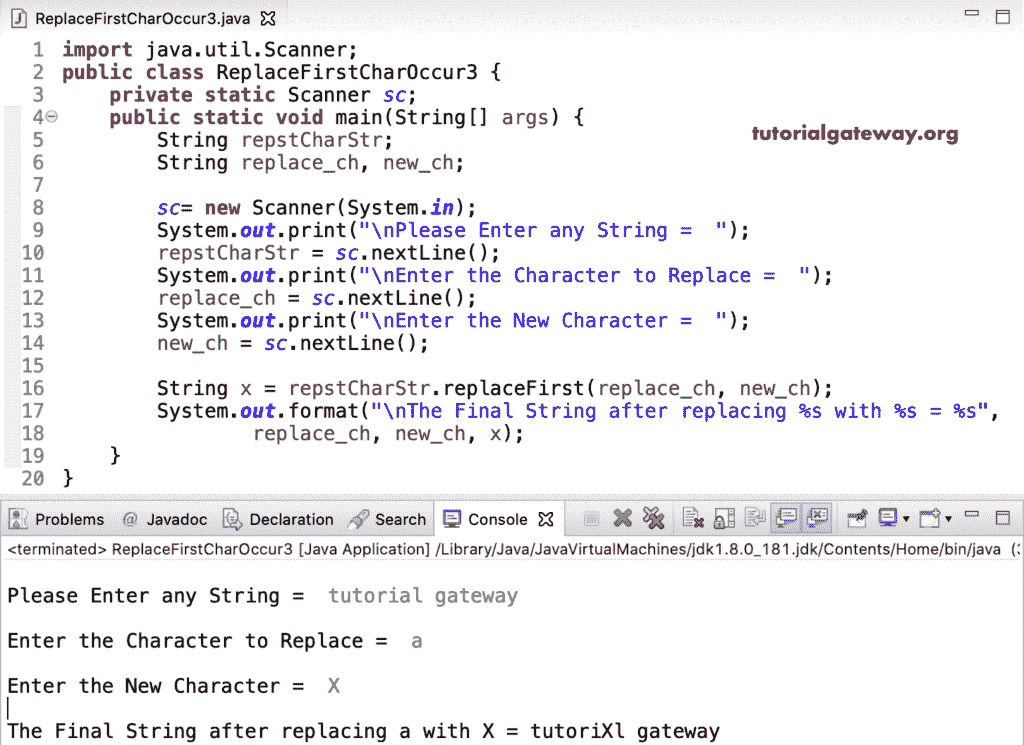 ReplaceFirstCharOccur3.java
1 import java.util.Scanner;
2 public class ReplaceFirstCharOccur3 {
3     private static Scanner sc;
4     public static void main(String[] args) {
5         String repstCharStr;
tutorialgateway.org
6         String replace_ch, new_ch;
7
8         sc= new Scanner(System.in);
9         System.out.print("\nPlease Enter any String =  ");
10         repstCharStr = sc.nextLine();
11         System.out.print("\nEnter the Character to Replace =  ");
12         replace_ch = sc.nextLine();
13         System.out.print("\nEnter the New Character =  ");
14         new_ch = sc.nextLine();
15
16         String x = repstCharStr.replaceFirst(replace_ch, new_ch);
17         System.out.format("\nThe Final String after replacing %s with %s = %s",
18                 replace_ch, new_ch, x);
19     }
20 }
Problems @ Javadoc Declaration Search Console
<terminated> ReplaceFirstCharOccur3 [Java Application] /Library/Java/JavaVirtualMachines/jdk1.8.0_181.jdk/Contents/Home/bin/java (
Please Enter any String =  tutorial gateway
Enter the Character to Replace =  a
Enter the New Character =  X
The Final String after replacing a with X = tutoriXl gateway